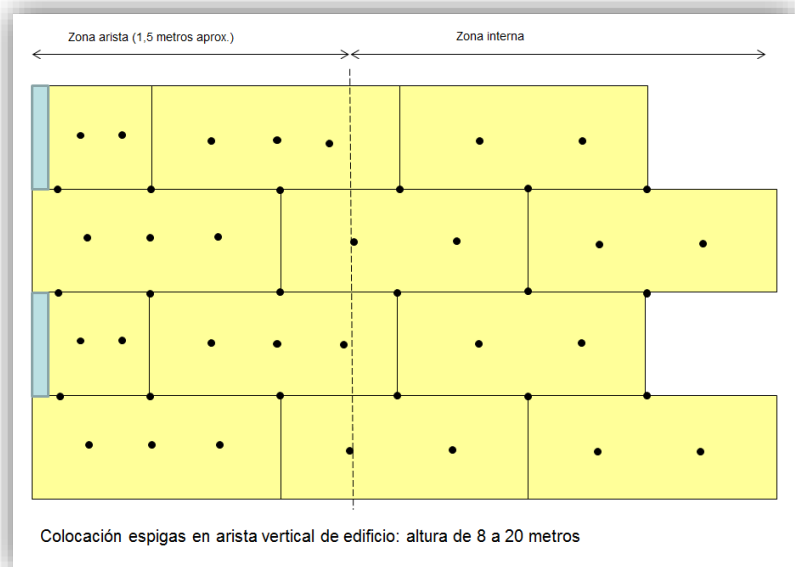 Zona arista (1,5 metros aprox.)
Zona interna
Colocación espigas en arista vertical de edificio: altura de 8 a 20 metros